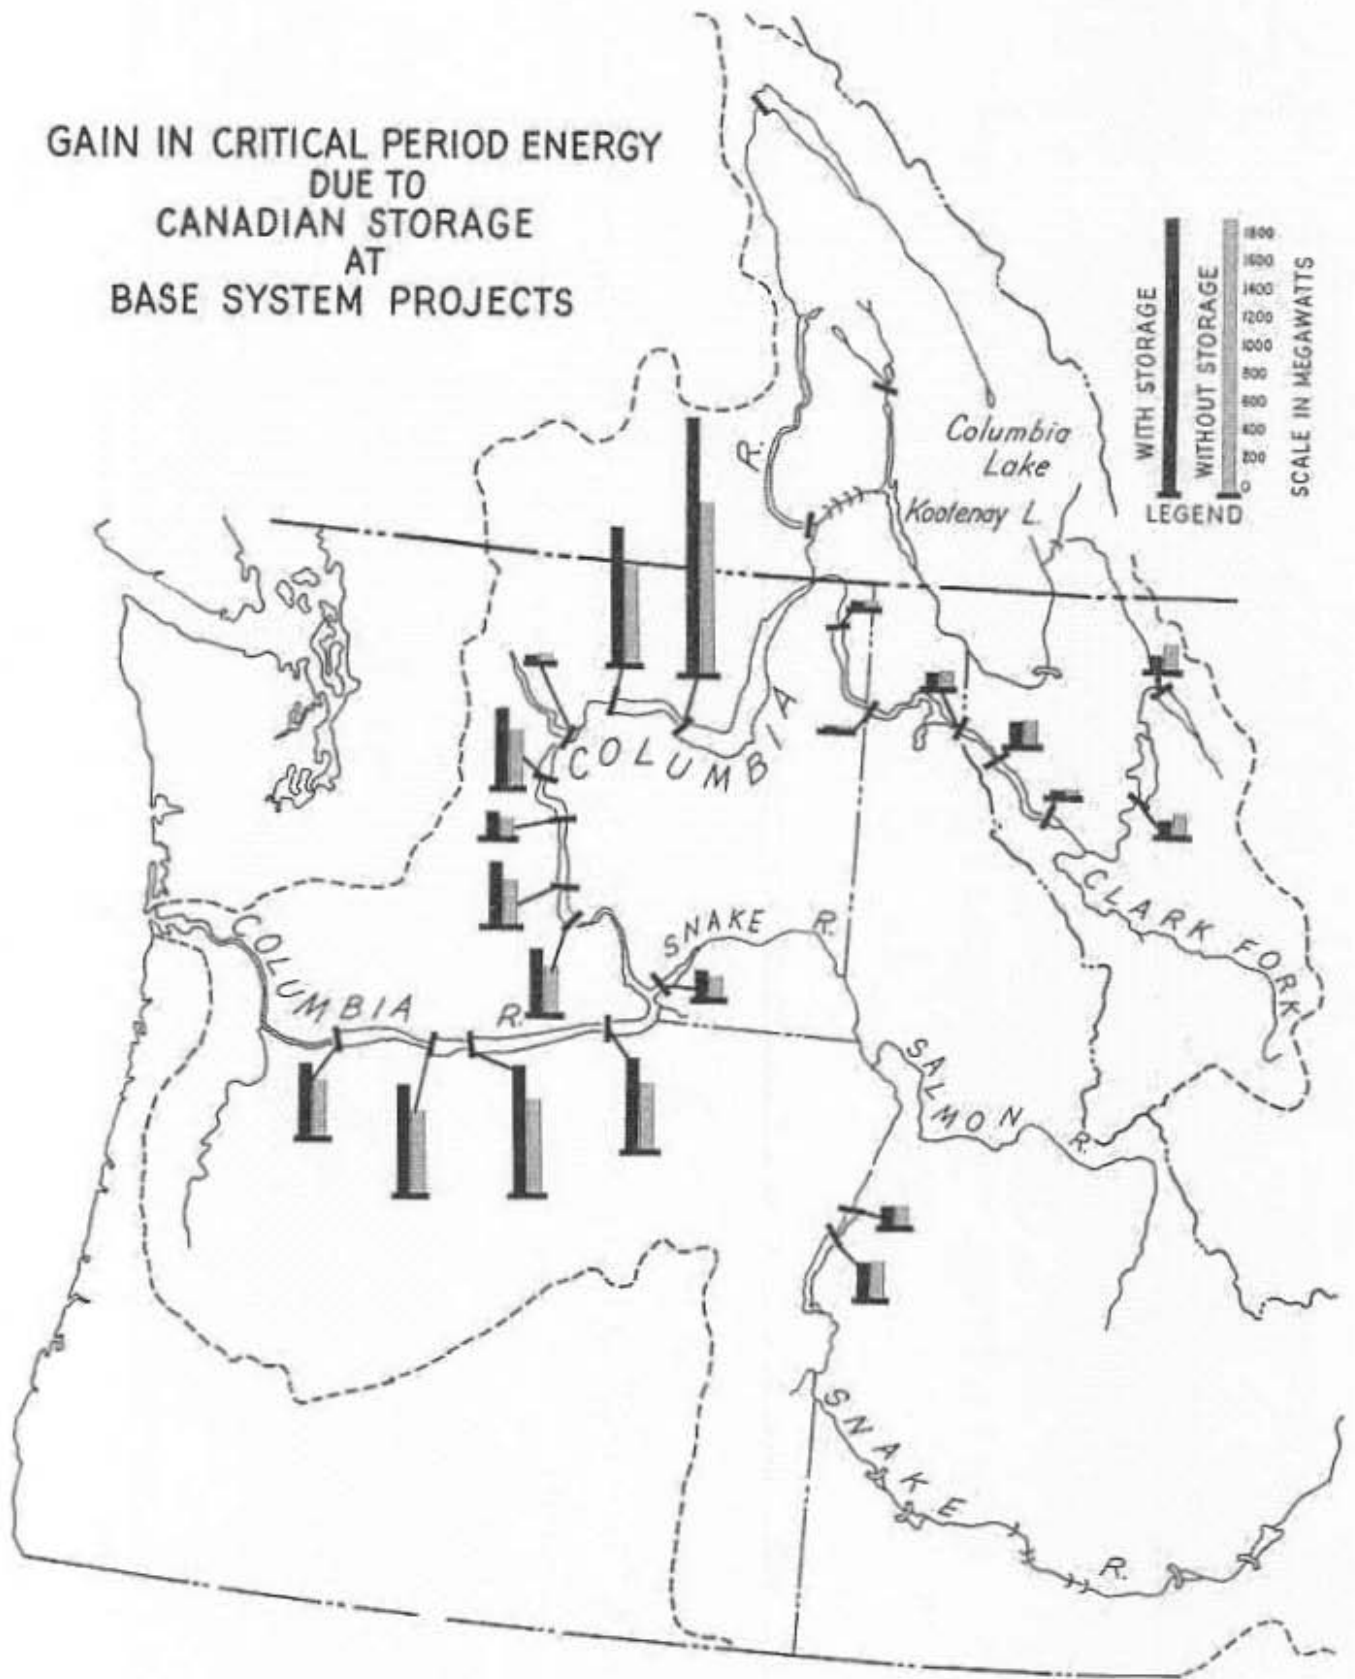 GAIN IN CRITICAL PERIOD ENERGY
DUE TO
CANADIAN STORAGE
AT
BASE SYSTEM PROJECTS
WITH STORAGE
WITHOUT STORAGE
1800
1600
1400
1200
1000
800
600
400
200
0
SCALE IN MEGAWATTS
LEGEND
R.
Columbia
Lake
Kootenay L.
COLUMBIA
CLARK FORK
SNAKE R.
COLUMBIA R.
SALMON R.
SNAKE R.